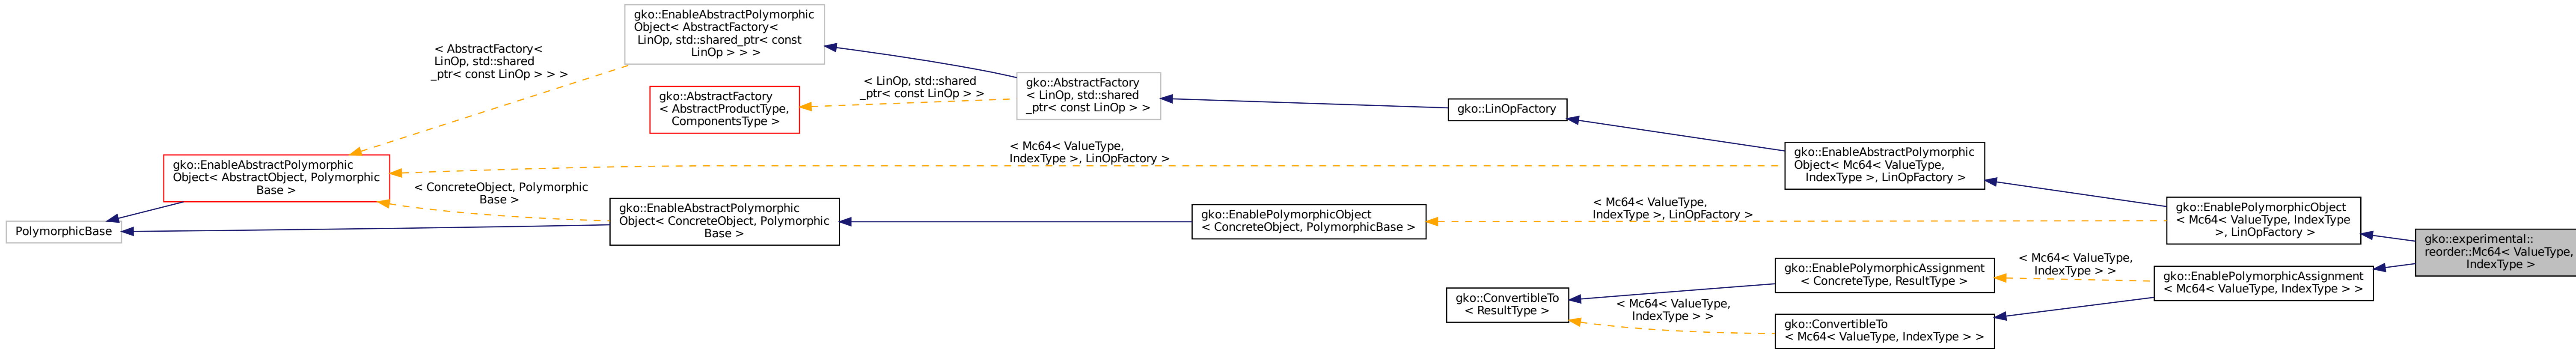 gko::EnableAbstractPolymorphic
Object< AbstractFactory<
LinOp, std::shared_ptr< const
LinOp > > >
< AbstractFactory<
LinOp, std::shared
_ptr< const LinOp > > >
gko::AbstractFactory
< AbstractProductType,
ComponentsType >
< LinOp, std::shared
_ptr< const LinOp > >
gko::AbstractFactory
< LinOp, std::shared
_ptr< const LinOp > >
gko::LinOpFactory
gko::EnableAbstractPolymorphic
Object< AbstractObject, Polymorphic
Base >
< Mc64< ValueType,
IndexType >, LinOpFactory >
gko::EnableAbstractPolymorphic
Object< Mc64< ValueType,
IndexType >, LinOpFactory >
< ConcreteObject, Polymorphic
Base >
PolymorphicBase
gko::EnableAbstractPolymorphic
Object< ConcreteObject, Polymorphic
Base >
gko::EnablePolymorphicObject
< ConcreteObject, PolymorphicBase >
< Mc64< ValueType,
IndexType >, LinOpFactory >
gko::EnablePolymorphicObject
< Mc64< ValueType, IndexType
>, LinOpFactory >
gko::experimental::
reorder::Mc64< ValueType,
IndexType >
gko::EnablePolymorphicAssignment
< ConcreteType, ResultType >
< Mc64< ValueType,
IndexType > >
gko::EnablePolymorphicAssignment
< Mc64< ValueType, IndexType > >
gko::ConvertibleTo
< ResultType >
< Mc64< ValueType,
IndexType > >
gko::ConvertibleTo
< Mc64< ValueType, IndexType > >